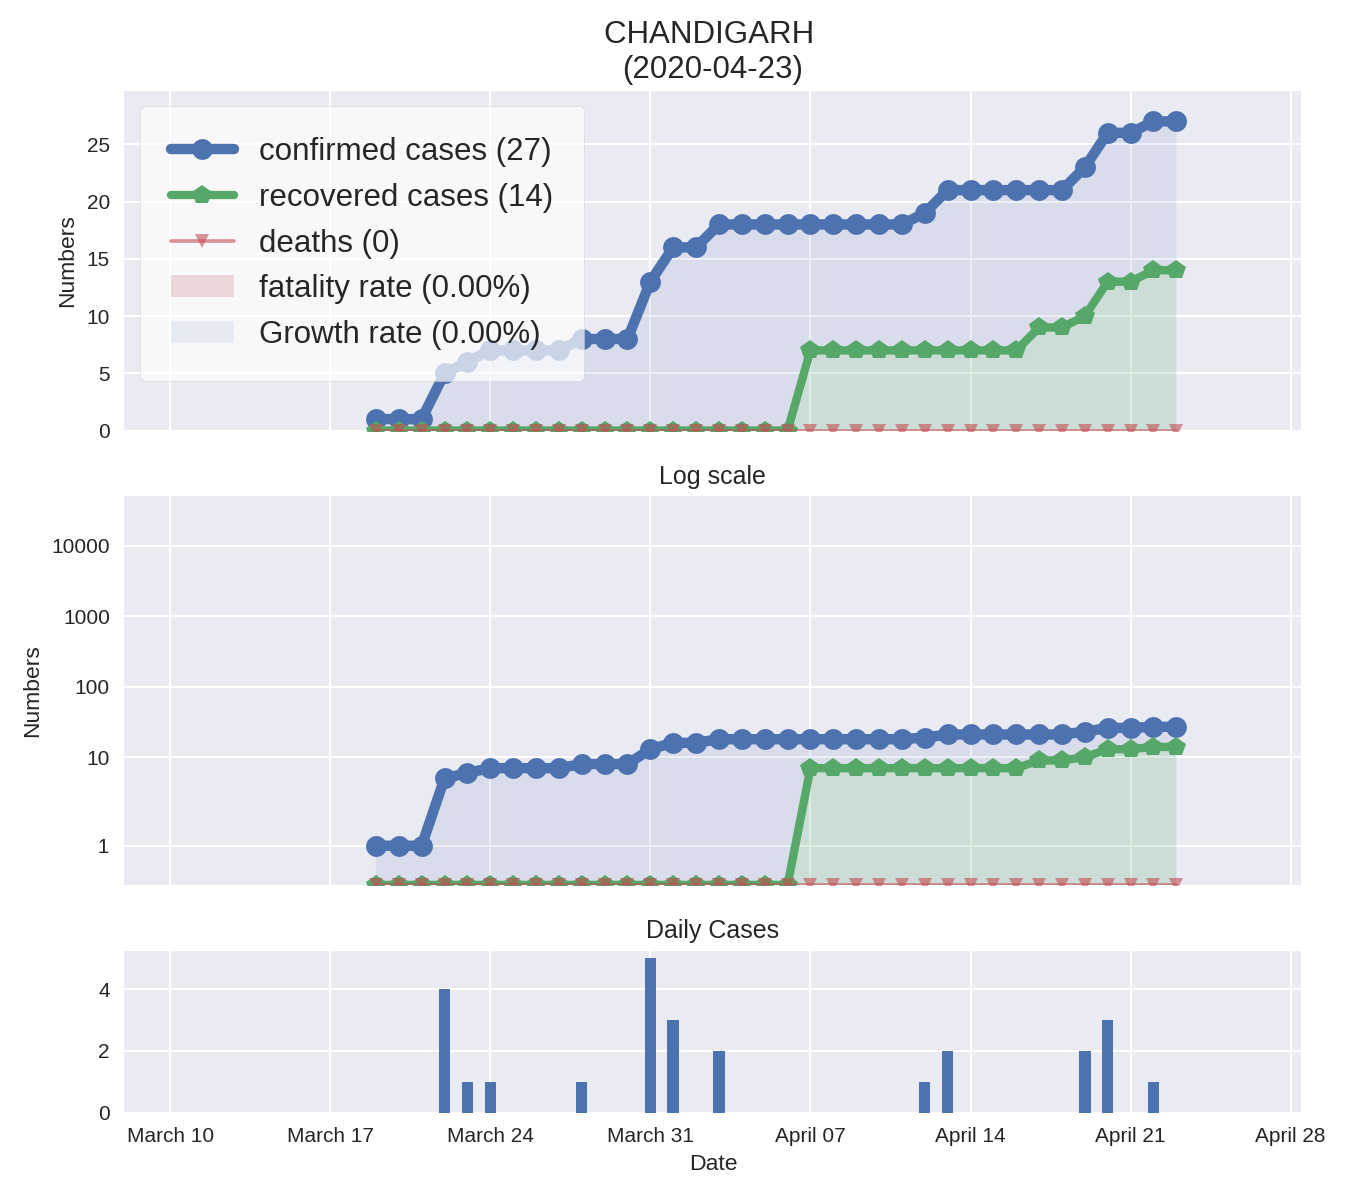 CHANDIGARH
(2020-04-23)
confirmed cases (27)
recovered cases (14)
deaths (0)
fatality rate (0.00%)
Growth rate (0.00%)
Numbers
25
20
15
10
5
0
Log scale
Numbers
10000
1000
100
10
1
Daily Cases
4
2
0
March 10 March 17 March 24 March 31 April 07 April 14 April 21 April 28
Date